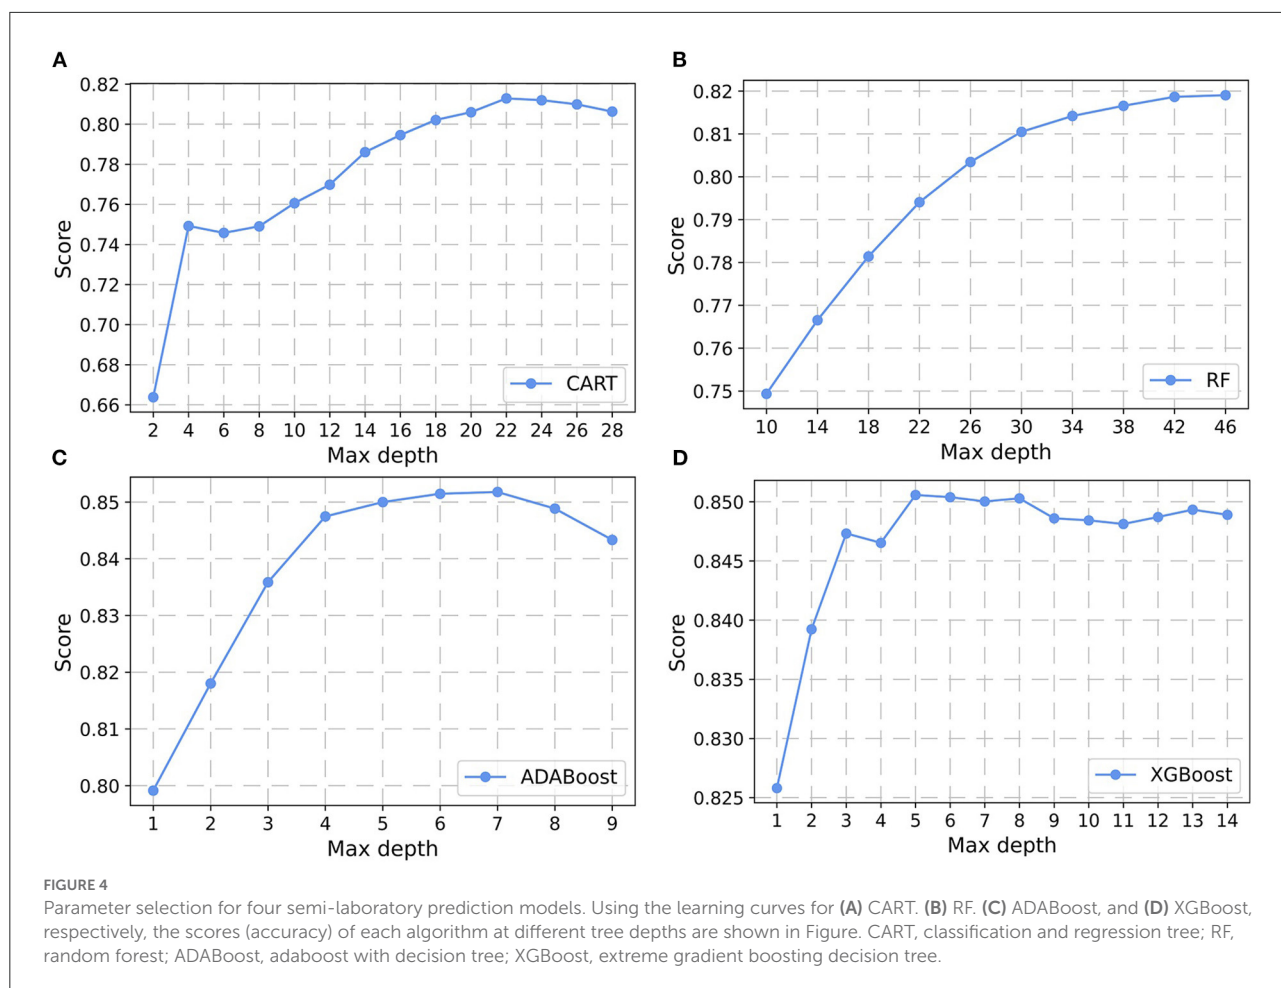 A
0.82
0.80
0.78
0.76
0.74
0.72
0.70
0.68
0.66
Score
CART
2 4 6 8 10 12 14 16 18 20 22 24 26 28
Max depth
B
0.82
0.81
0.80
0.79
0.78
0.77
0.76
0.75
Score
RF
10 14 18 22 26 30 34 38 42 46
Max depth
C
0.85
0.84
0.83
0.82
0.81
0.80
Score
ADABoost
1 2 3 4 5 6 7 8 9
Max depth
D
0.850
0.845
0.840
0.835
0.830
0.825
Score
XGBoost
1 2 3 4 5 6 7 8 9 10 11 12 13 14
Max depth
FIGURE 4
Parameter selection for four semi-laboratory prediction models. Using the learning curves for (A) CART. (B) RF. (C) ADABoost, and (D) XGBoost,
respectively, the scores (accuracy) of each algorithm at different tree depths are shown in Figure. CART, classification and regression tree; RF,
random forest; ADABoost, adaboost with decision tree; XGBoost, extreme gradient boosting decision tree.